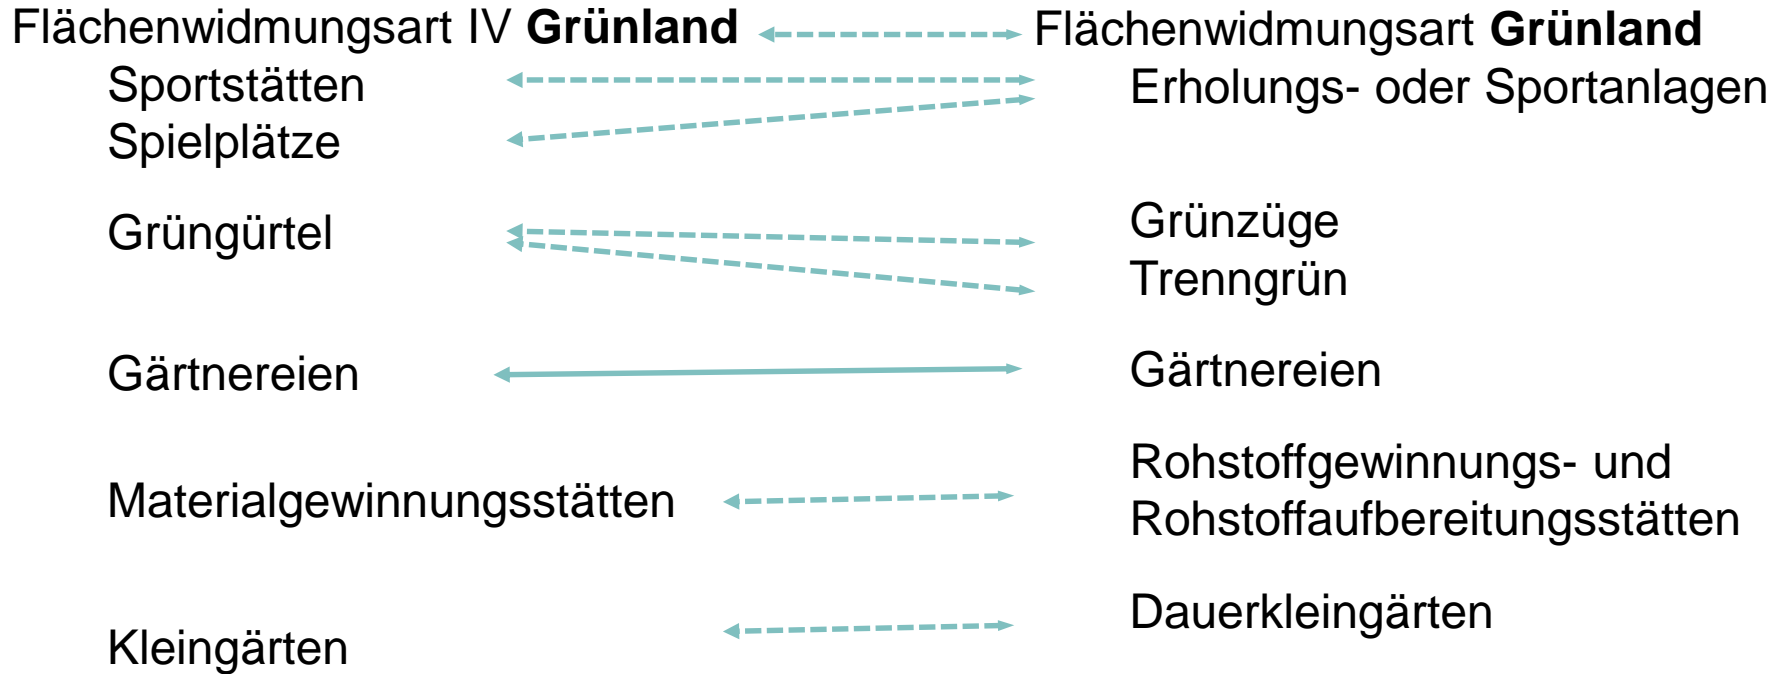 Flächenwidmungsart IV Grünland
Sportstätten
Spielplätze
Grüngürtel
Gärtnereien
Materialgewinnungsstätten
Kleingärten
Flächenwidmungsart Grünland
Erholungs- oder Sportanlagen
Grünzüge
Trenngrün
Gärtnereien
Rohstoffgewinnungs- und
Rohstoffaufbereitungsstätten
Dauerkleingärten